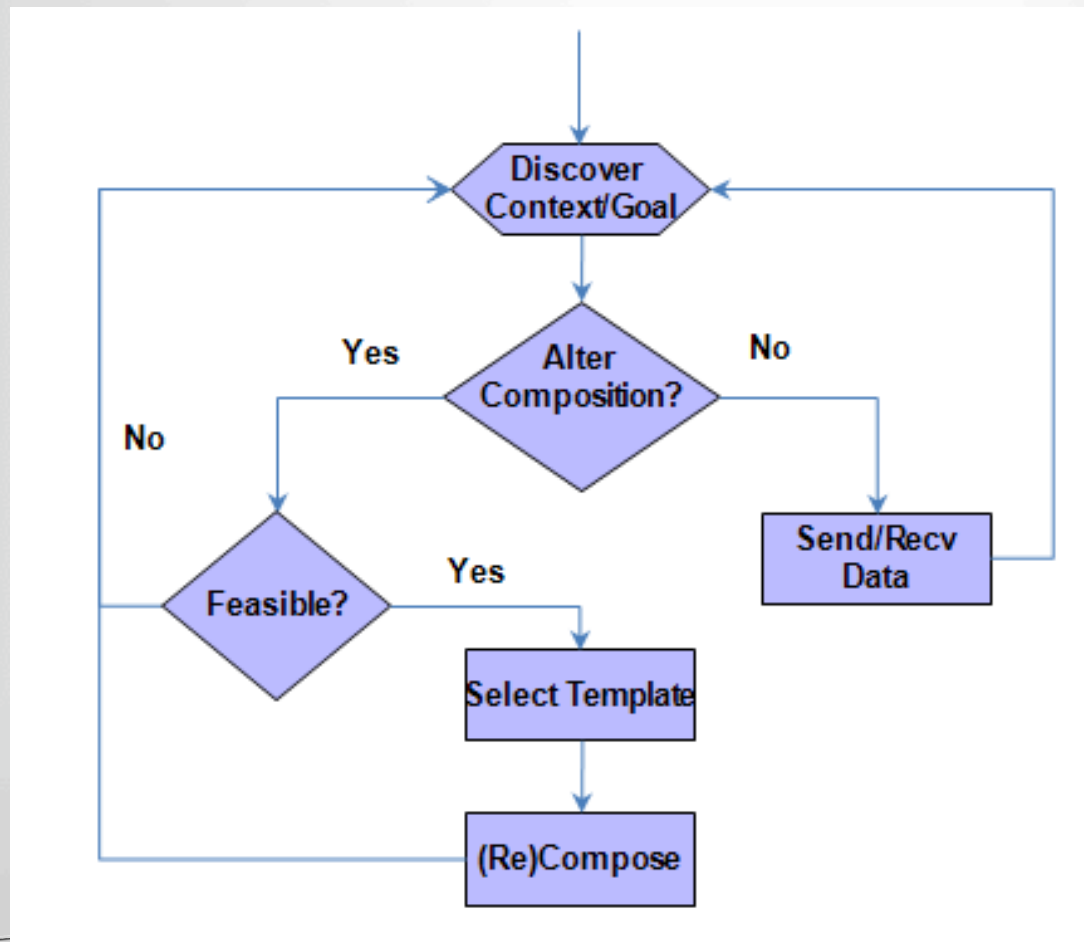 Discover
Context/Goal
Yes
Alter
Composition?
No
No
Send/Recv
Data
Yes
Feasible?
Select Template
(Re)Compose